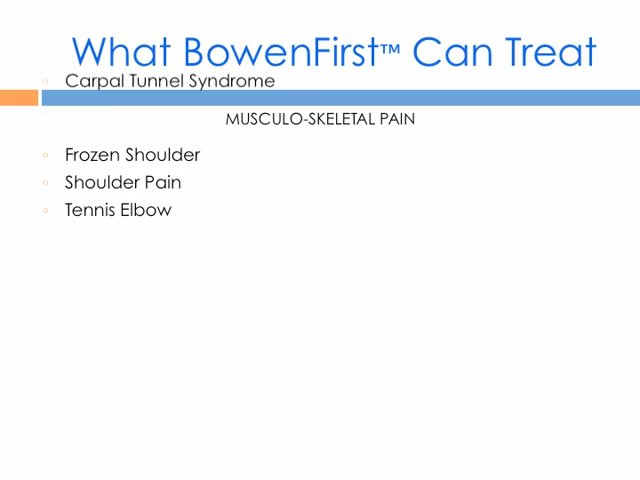 What BowenFirst™ Can Treat
Carpal Tunnel Syndrome
MUSCULO-SKELETAL PAIN
Frozen Shoulder
Shoulder Pain
Tennis Elbow